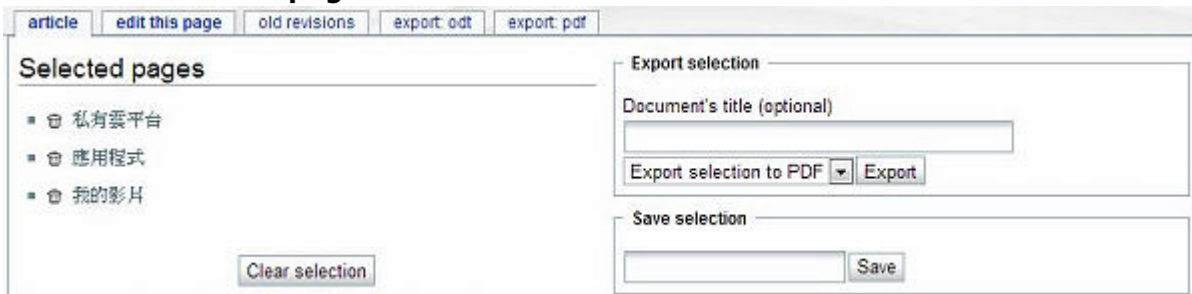 article edit this page old revisions export: odt export: pdf
Selected pages
私有雲平台
應用程式
我的影片
Clear selection
Export selection
Document's title (optional)
Export selection to PDF Export
Save selection
Save